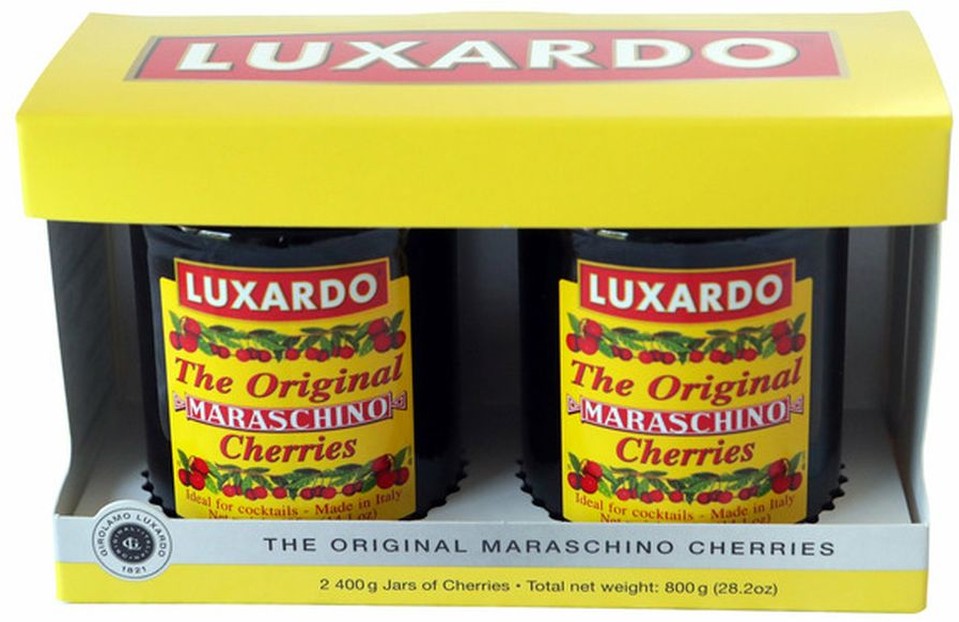 LUXARDO
LUXARDO
The Original
MARASCHINO
Cherries
Ideal for cocktails - Made in Italy
LUXARDO
The Original
MARASCHINO
Cherries
Ideal for cocktails - Made in Italy
GIROLAMO LUXARDO
1821
THE ORIGINAL MARASCHINO CHERRIES
2 400g Jars of Cherries • Total net weight: 800g (28.2oz)